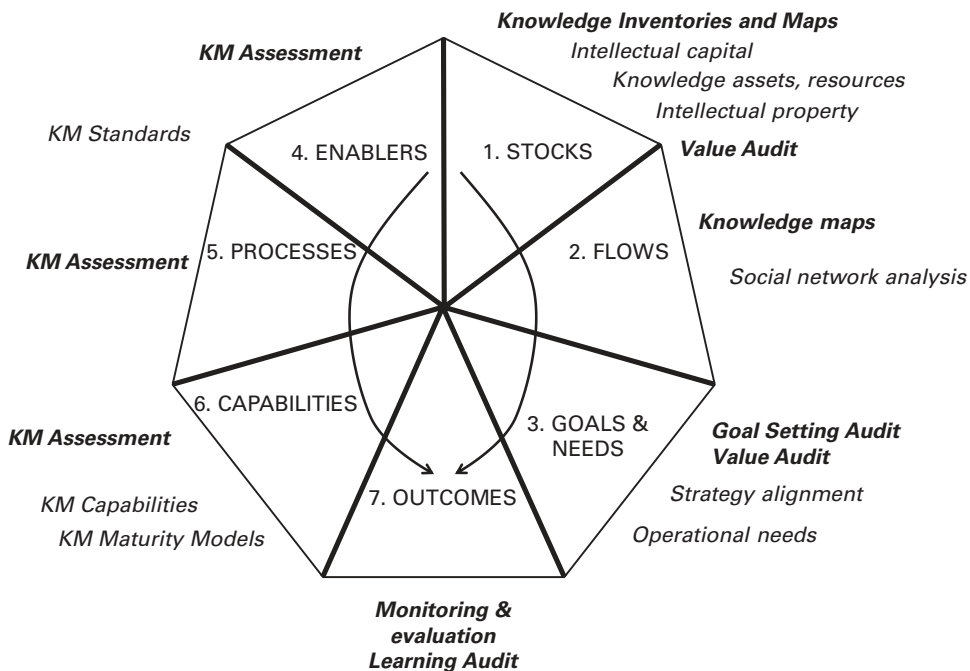 Knowledge Inventories and Maps
KM Assessment
Intellectual capital
Knowledge assets, resources
Intellectual property
KM Standards
4. ENABLERS
1. STOCKS
Value Audit
Knowledge maps
5. PROCESSES
2. FLOWS
KM Assessment
Social network analysis
6. CAPABILITIES
3. GOALS &
NEEDS
KM Assessment
Goal Setting Audit
Value Audit
7. OUTCOMES
Strategy alignment
KM Capabilities
KM Maturity Models
Operational needs
Monitoring &
evaluation
Learning Audit